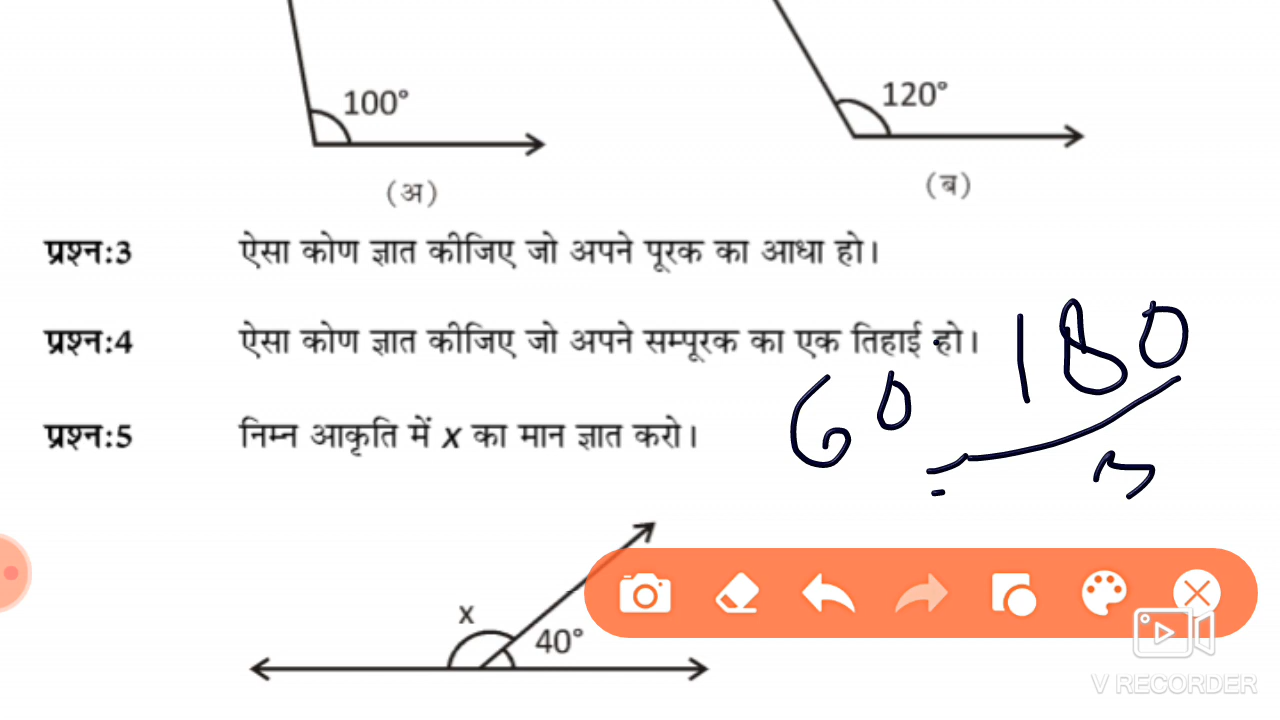 100°
120°
(अ)
(ब)
प्रश्न:3 ऐसा कोण ज्ञात कीजिए जो अपने पूरक का आधा हो।
प्रश्न:4 ऐसा कोण ज्ञात कीजिए जो अपने सम्पूरक का एक तिहाई हो।
180
60 =
3
प्रश्न:5 निम्न आकृति में x का मान ज्ञात करो।
x
40°
V RECORDER